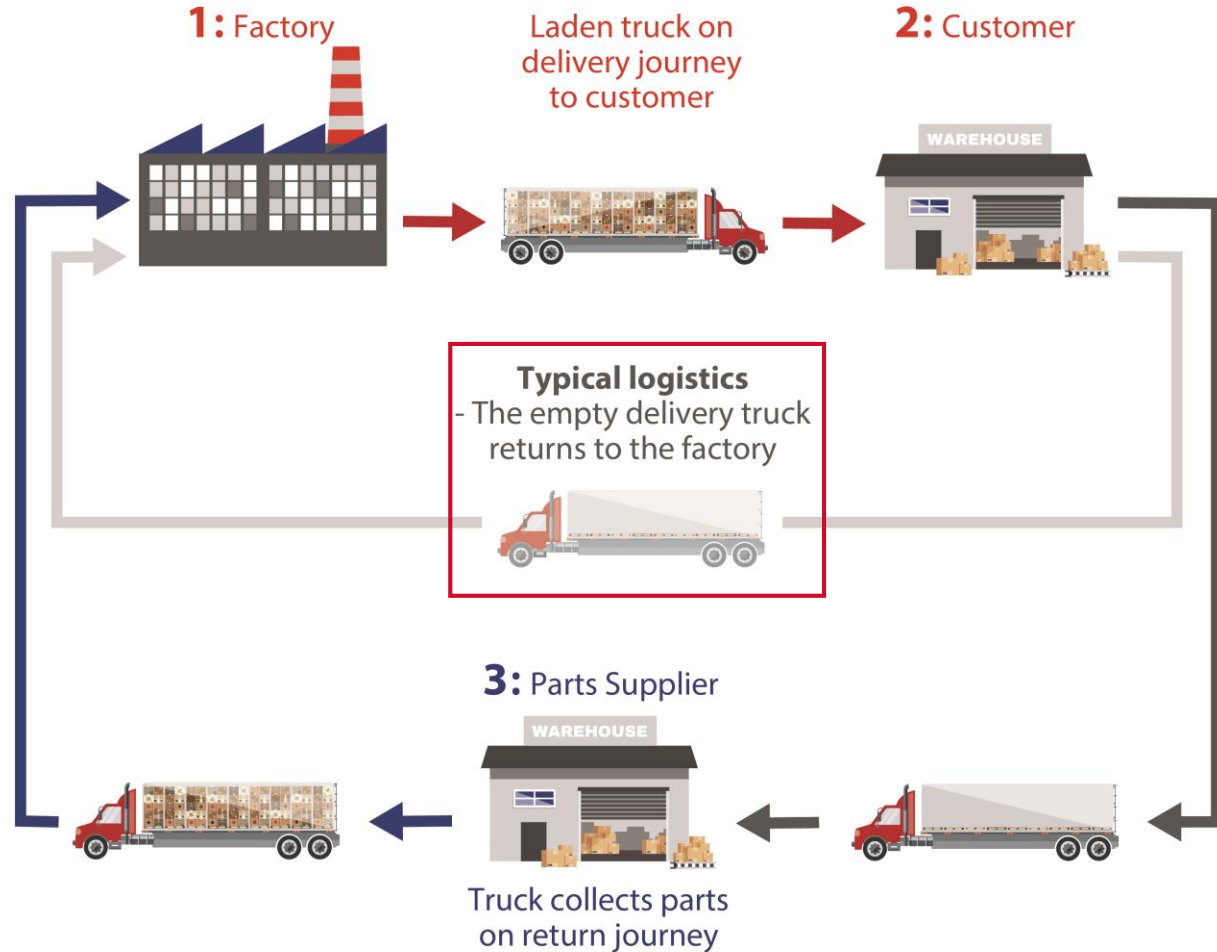 1: Factory
Laden truck on
delivery journey
to customer
2: Customer
WAREHOUSE
Typical logistics
- The empty delivery truck
returns to the factory
3: Parts Supplier
WAREHOUSE
Truck collects parts
on return journey